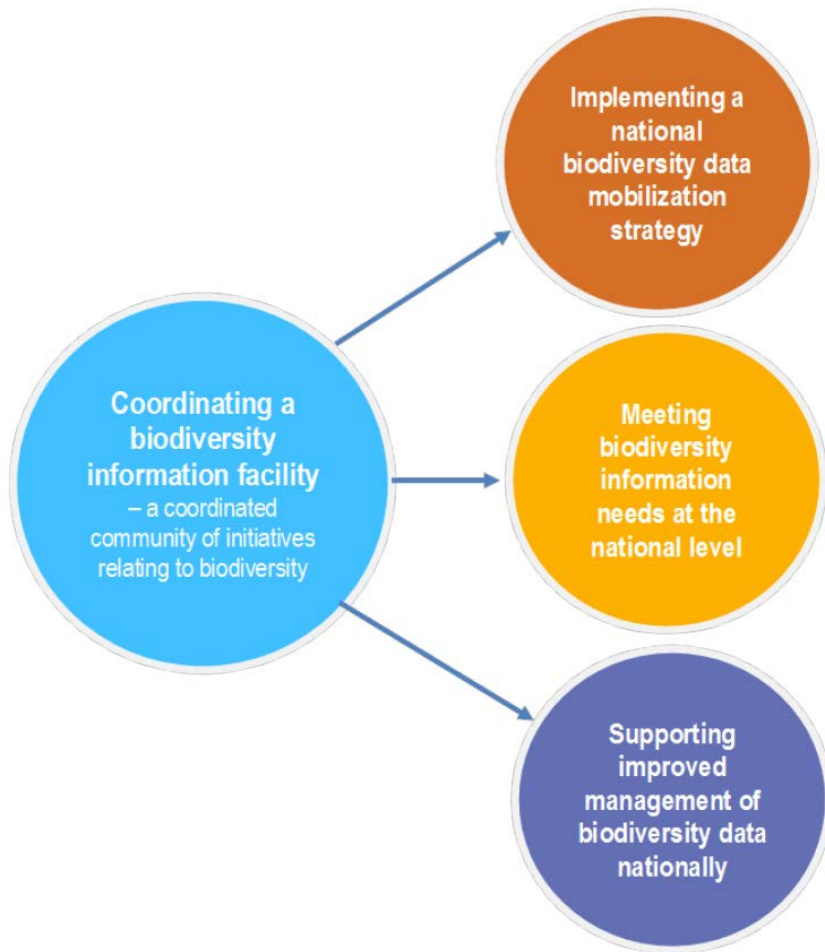 Implementing a
national
biodiversity data
mobilization
strategy
Coordinating a
biodiversity
information facility
– a coordinated
community of initiatives
relating to biodiversity
Meeting
biodiversity
information
needs at the
national level
Supporting
improved
management of
biodiversity data
nationally